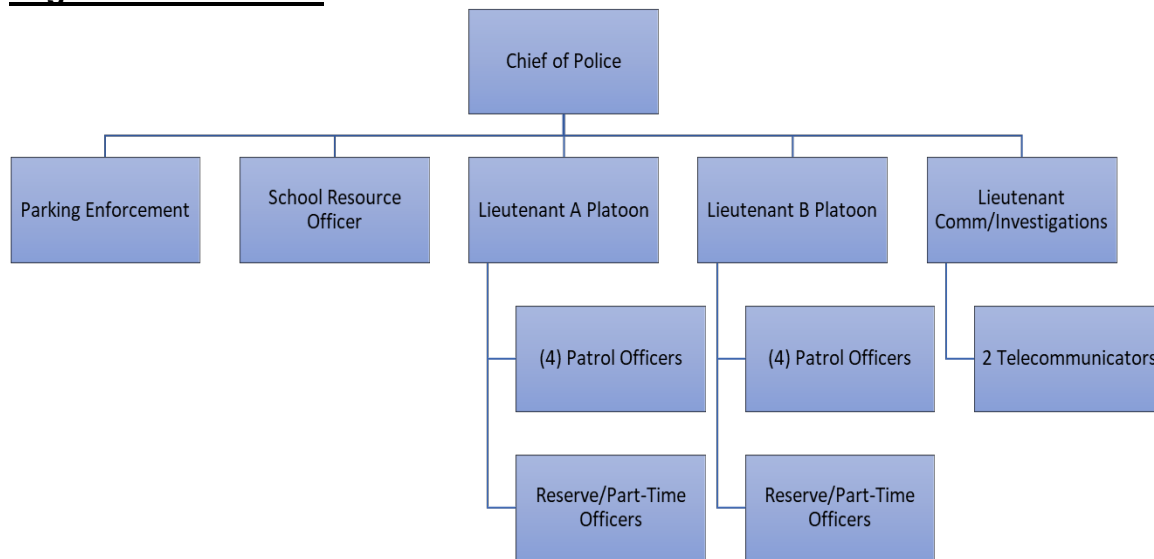 Chief of Police
Parking Enforcement
School Resource
Officer
Lieutenant A Platoon
Lieutenant B Platoon
Lieutenant
Comm/Investigations
(4) Patrol Officers
(4) Patrol Officers
2 Telecommunicators
Reserve/Part-Time
Officers
Reserve/Part-Time
Officers